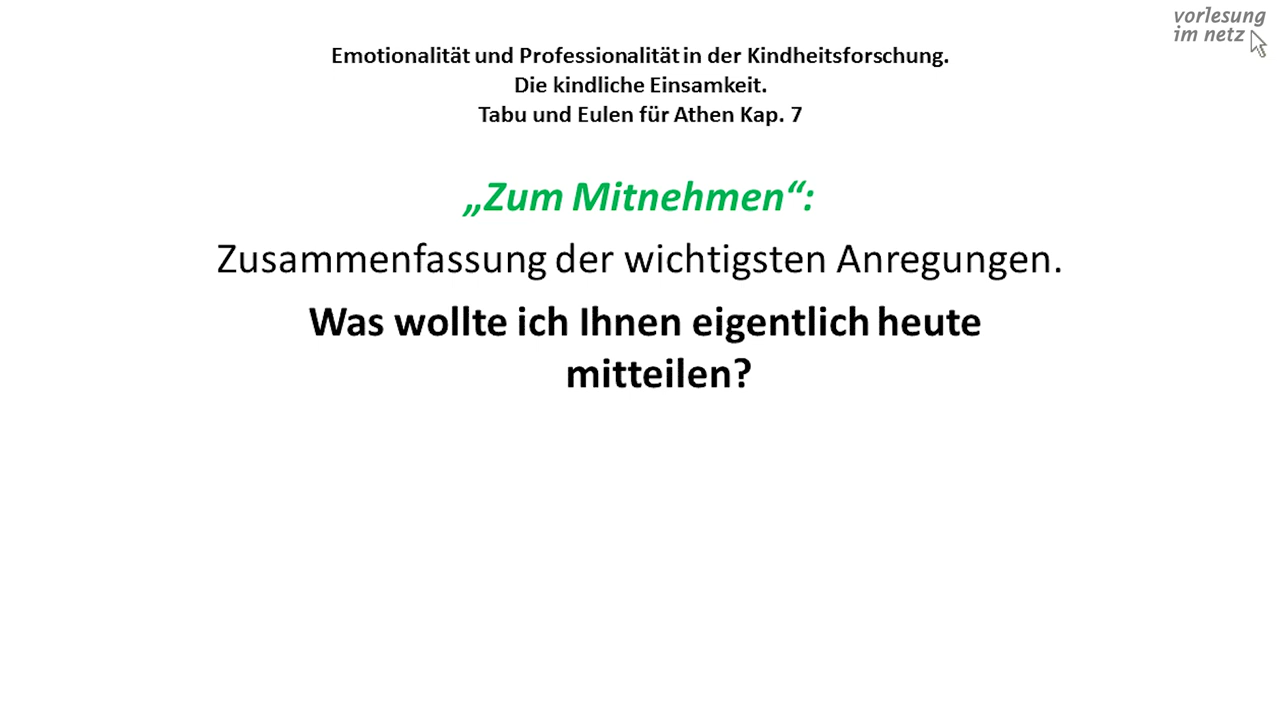 vorlesung
im netz
Emotionalität und Professionalität in der Kindheitsforschung.
Die kindliche Einsamkeit.
Tabu und Eulen für Athen Kap. 7
„Zum Mitnehmen“:
Zusammenfassung der wichtigsten Anregungen.
Was wollte ich Ihnen eigentlich heute
mitteilen?